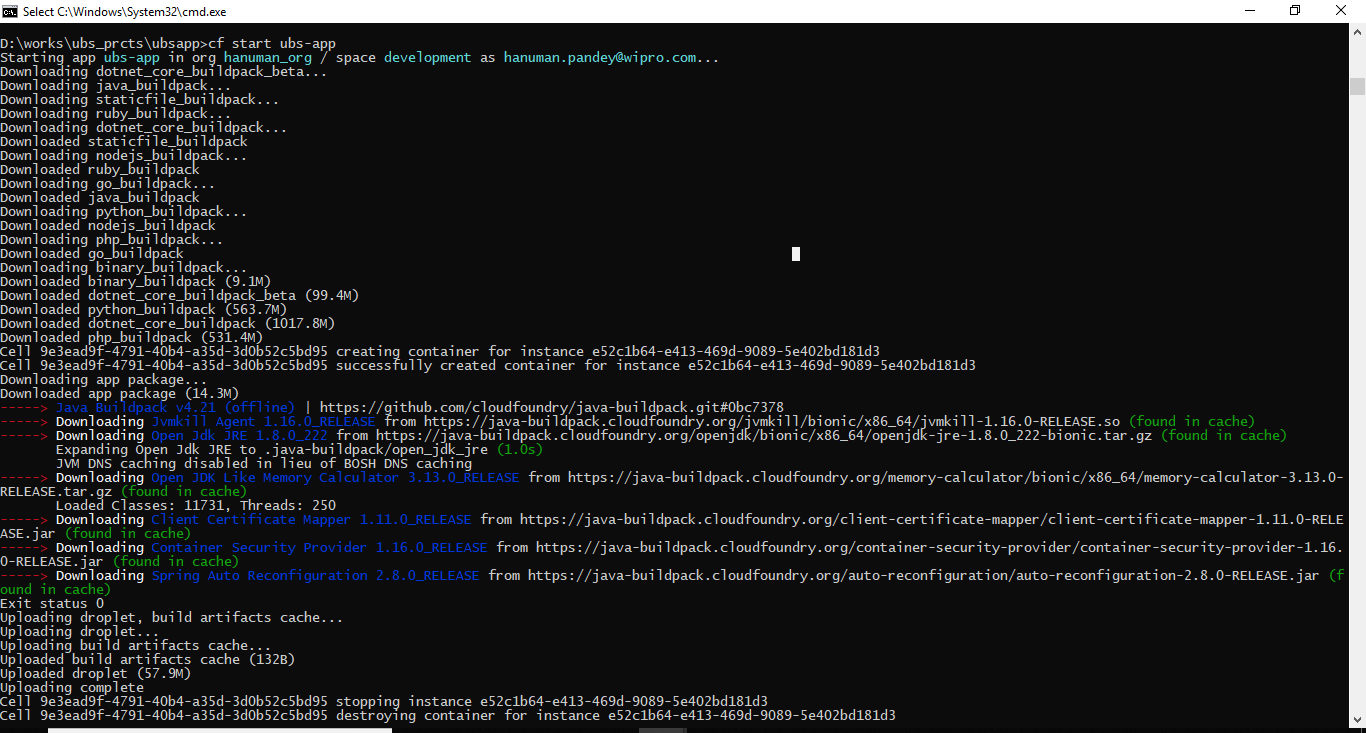 Select C:\Windows\System32\cmd.exe
D:\works\ubs_prcts\ubsapp>cf start ubs-app
Starting app ubs-app in org hanuman_org / space development as hanuman.pandey@wipro.com...
Downloading dotnet_core_buildpack_beta...
Downloading java_buildpack...
Downloading staticfile_buildpack...
Downloading ruby_buildpack...
Downloading dotnet_core_buildpack...
Downloaded staticfile_buildpack
Downloading nodejs_buildpack...
Downloaded ruby_buildpack
Downloading go_buildpack...
Downloaded java_buildpack
Downloading python_buildpack...
Downloaded nodejs_buildpack
Downloading php_buildpack...
Downloaded go_buildpack
Downloading binary_buildpack...
Downloaded binary_buildpack (9.1M)
Downloaded dotnet_core_buildpack_beta (99.4M)
Downloaded python_buildpack (563.7M)
Downloaded dotnet_core_buildpack (1017.8M)
Downloaded php_buildpack (531.4M)
Cell 9e3ead9f-4791-40b4-a35d-3d0b52c5bd95 creating container for instance e52c1b64-e413-469d-9089-5e402bd181d3
Cell 9e3ead9f-4791-40b4-a35d-3d0b52c5bd95 successfully created container for instance e52c1b64-e413-469d-9089-5e402bd181d3
Downloading app package...
Downloaded app package (14.3M)
-----> Java Buildpack v4.21 (offline) | https://github.com/cloudfoundry/java-buildpack.git#0bc7378
-----> Downloading Jvmkill Agent 1.16.0_RELEASE from https://java-buildpack.cloudfoundry.org/jvmkill/bionic/x86_64/jvmkill-1.16.0-RELEASE.so (found in cache)
-----> Downloading Open Jdk JRE 1.8.0_222 from https://java-buildpack.cloudfoundry.org/openjdk/bionic/x86_64/openjdk-jre-1.8.0_222-bionic.tar.gz (found in cache)
Expanding Open Jdk JRE to .java-buildpack/open_jdk_jre (1.0s)
JVM DNS caching disabled in lieu of BOSH DNS caching
-----> Downloading Open JDK Like Memory Calculator 3.13.0_RELEASE from https://java-buildpack.cloudfoundry.org/memory-calculator/bionic/x86_64/memory-calculator-3.13.0-
RELEASE.tar.gz (found in cache)
Loaded Classes: 11731, Threads: 250
-----> Downloading Client Certificate Mapper 1.11.0_RELEASE from https://java-buildpack.cloudfoundry.org/client-certificate-mapper/client-certificate-mapper-1.11.0-RELE
ASE.jar (found in cache)
-----> Downloading Container Security Provider 1.16.0_RELEASE from https://java-buildpack.cloudfoundry.org/container-security-provider/container-security-provider-1.16.
0-RELEASE.jar (found in cache)
-----> Downloading Spring Auto Reconfiguration 2.8.0_RELEASE from https://java-buildpack.cloudfoundry.org/auto-reconfiguration/auto-reconfiguration-2.8.0-RELEASE.jar (f
ound in cache)
Exit status 0
Uploading droplet, build artifacts cache...
Uploading droplet...
Uploading build artifacts cache...
Uploaded build artifacts cache (132B)
Uploaded droplet (57.9M)
Uploading complete
Cell 9e3ead9f-4791-40b4-a35d-3d0b52c5bd95 stopping instance e52c1b64-e413-469d-9089-5e402bd181d3
Cell 9e3ead9f-4791-40b4-a35d-3d0b52c5bd95 destroying container for instance e52c1b64-e413-469d-9089-5e402bd181d3